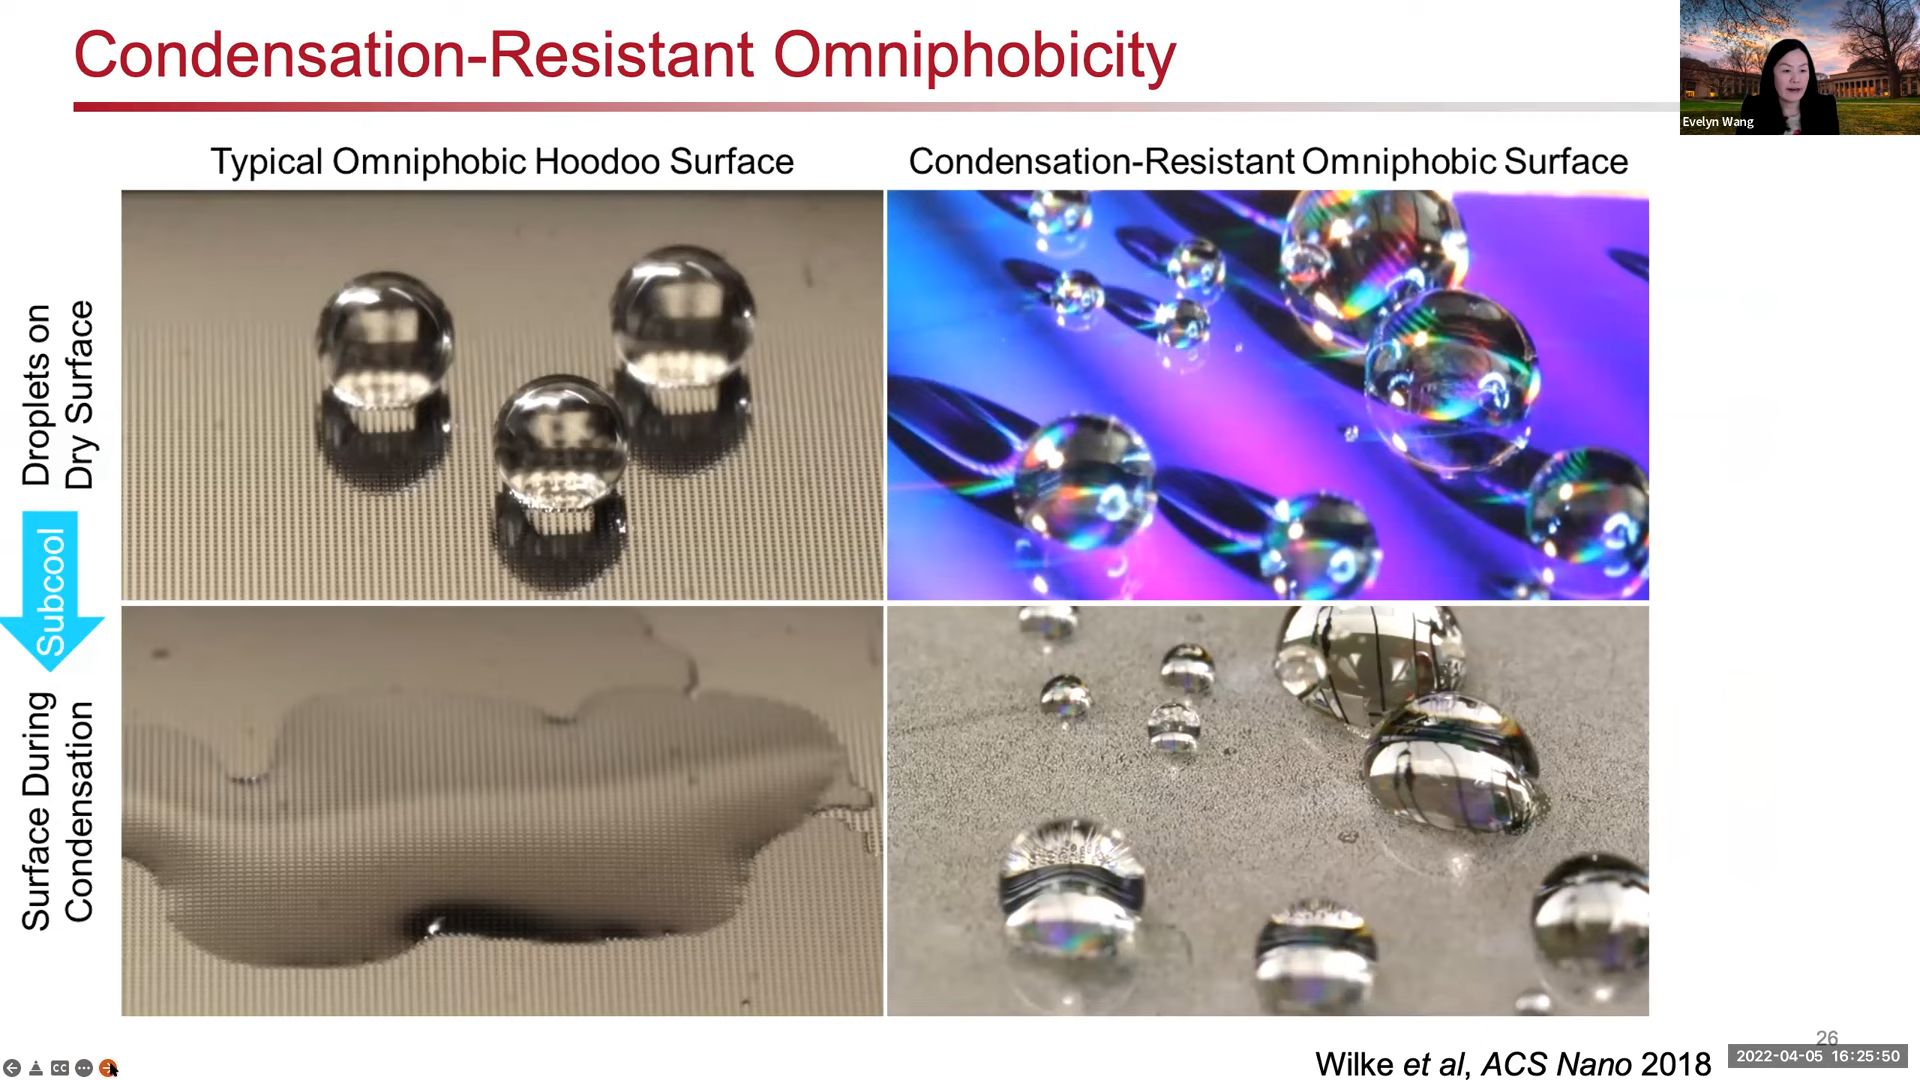 Condensation-Resistant Omniphobicity
Evelyn Wang
Typical Omniphobic Hoodoo Surface
Condensation-Resistant Omniphobic Surface
Droplets on
Dry Surface
Subcool
Surface During
Condensation
26
Wilke et al, ACS Nano 2018
2022-04-05 16:25:50
CC